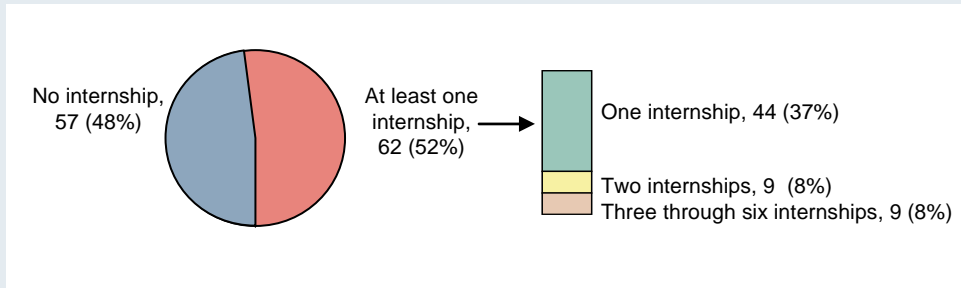 No internship,
57 (48%)
At least one
internship,
62 (52%)
One internship, 44 (37%)
Two internships, 9  (8%)
Three through six internships, 9 (8%)